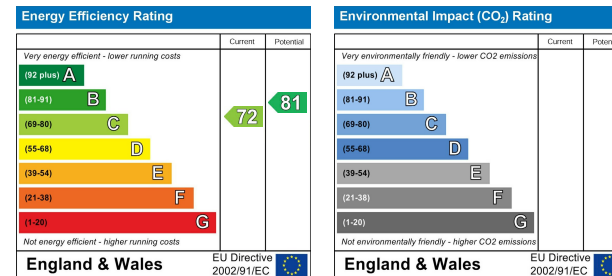 Energy Efficiency Rating
Current Potential
Very energy efficient - lower running costs
(92 plus) A
(81-91) B
(69-80) C
(55-68) D
(39-54) E
(21-38) F
(1-20) G
72
81
Not energy efficient - higher running costs
England & Wales
EU Directive
2002/91/EC
Environmental Impact (CO₂) Rating
Current Poten
Very environmentally friendly - lower CO2 emissions
(92 plus) A
(81-91) B
(69-80) C
(55-68) D
(39-54) E
(21-38) F
(1-20) G
Not environmentally friendly - higher CO2 emissions
England & Wales
EU Directive
2002/91/EC